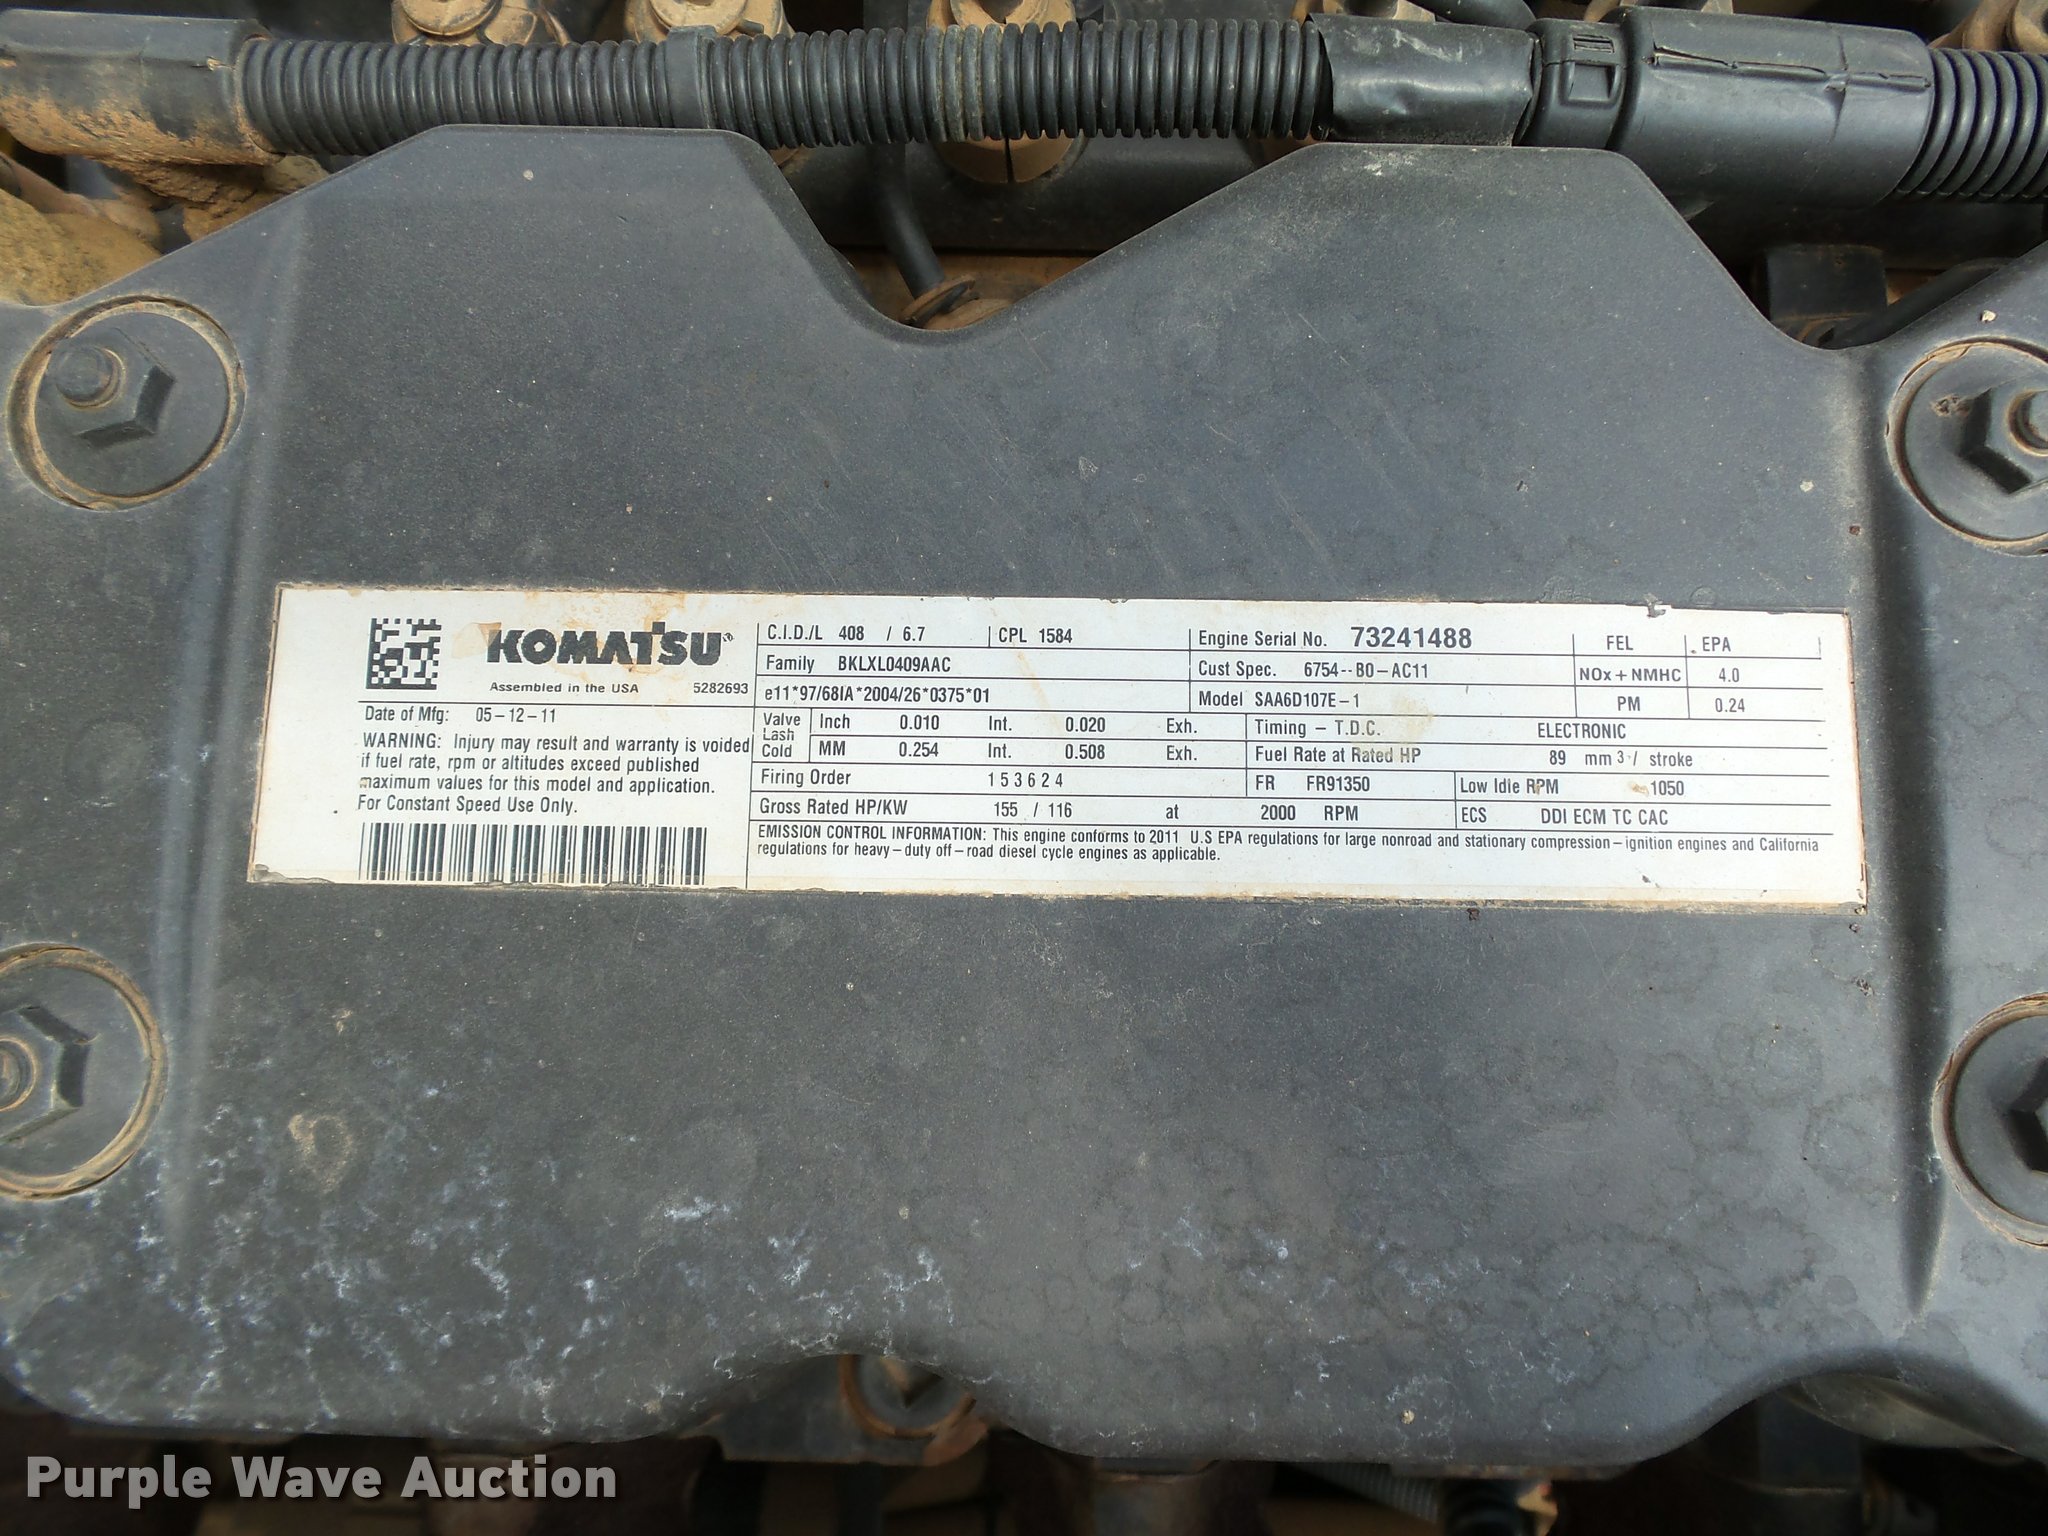 KOMATSU
Assembled in the USA 5282693
Date of Mfg: 05-12-11
WARNING: Injury may result and warranty is voided
if fuel rate, rpm or altitudes exceed published
maximum values for this model and application.
For Constant Speed Use Only.
C.I.D./L 408 / 6.7 CPL 1584
Family BKLXL0409AAC
e11*97/68IA*2004/26*0375*01
Engine Serial No. 73241488
Cust Spec. 6754--B0-AC11
Model SAA6D107E-1
FEL EPA
NOx + NMHC 4.0
PM 0.24
Valve Lash Cold
Inch 0.010 Int. 0.020 Exh.
MM 0.254 Int. 0.508 Exh.
Timing - T.D.C. ELECTRONIC
Fuel Rate at Rated HP 89 mm3/ stroke
Firing Order 1 5 3 6 2 4
FR FR91350 Low Idle RPM 1050
Gross Rated HP/KW 155 / 116 at 2000 RPM
ECS DDI ECM TC CAC
EMISSION CONTROL INFORMATION: This engine conforms to 2011 U.S EPA regulations for large nonroad and stationary compression-ignition engines and California
regulations for heavy-duty off-road diesel cycle engines as applicable.
Purple Wave Auction